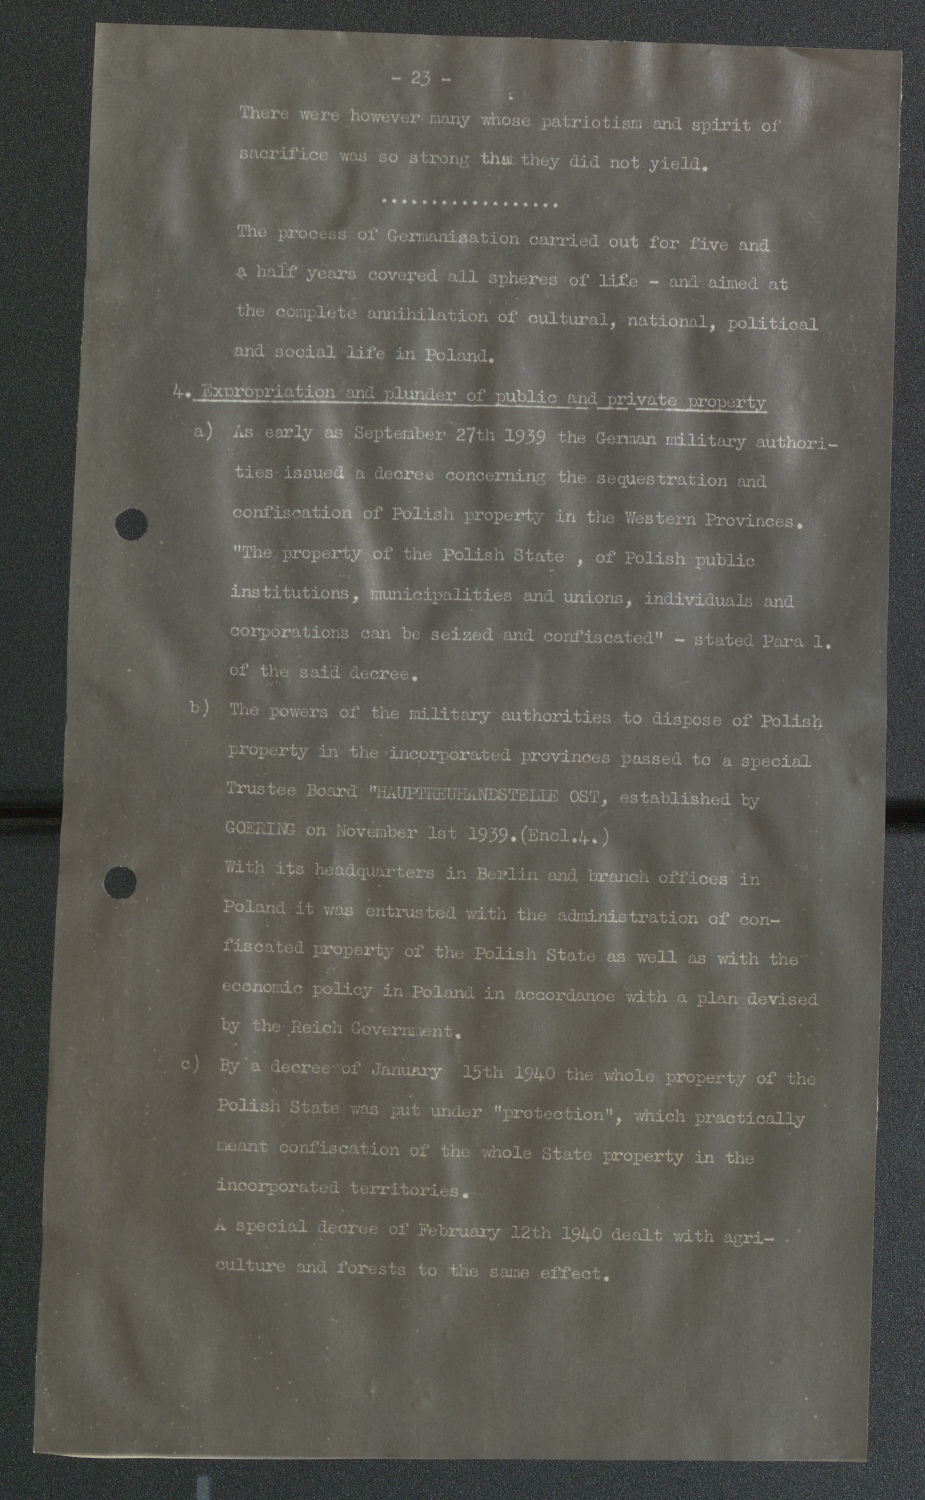 - 23 -
There were however many whose patriotism and spirit of
sacrifice was so strong tha they did not yield.
..................
The process of Germanisation carried out for five and
a half years covered all spheres of life - and aimed at
the complete annihilation of cultural, national, political
and social life in Poland.
4. Expropriation and plunder of public and private property
a) As early as September 27th 1939 the German military authori-
ties issued a decree concerning the sequestration and
confiscation of Polish property in the Western Provinces.
"The property of the Polish State , of Polish public
institutions, municipalities and unions, individuals and
corporations can be seized and confiscated" - stated Para 1.
of the said decree.
b) The powers of the military authorities to dispose of Polish
property in the incorporated provinces passed to a special
Trustee Board "HAUPTREUHANDSTELLE OST, established by
GOERING on November 1st 1939.(Encl.4.)
With its headquarters in Berlin and branch offices in
Poland it was entrusted with the administration of con-
fiscated property of the Polish State as well as with the
economic policy in Poland in accordance with a plan devised
by the Reich Government.
c) By a decree of January 15th 1940 the whole property of the
Polish State was put under "protection", which practically
meant confiscation of the whole State property in the
incorporated territories.
A special decree of February 12th 1940 dealt with agri-
culture and forests to the same effect.